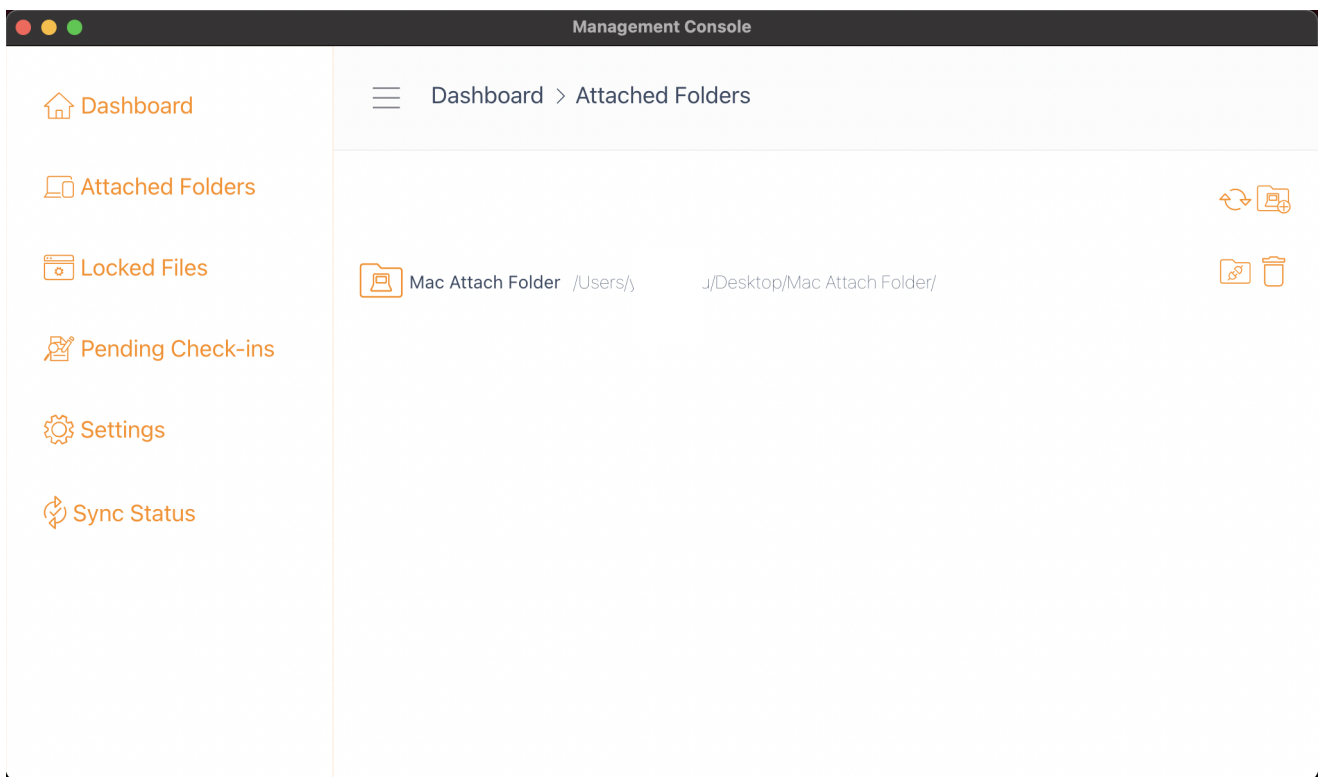 Management Console
Dashboard
Attached Folders
Locked Files
Pending Check-ins
Settings
Sync Status
Dashboard > Attached Folders
Mac Attach Folder /Users/ /Desktop/Mac Attach Folder/